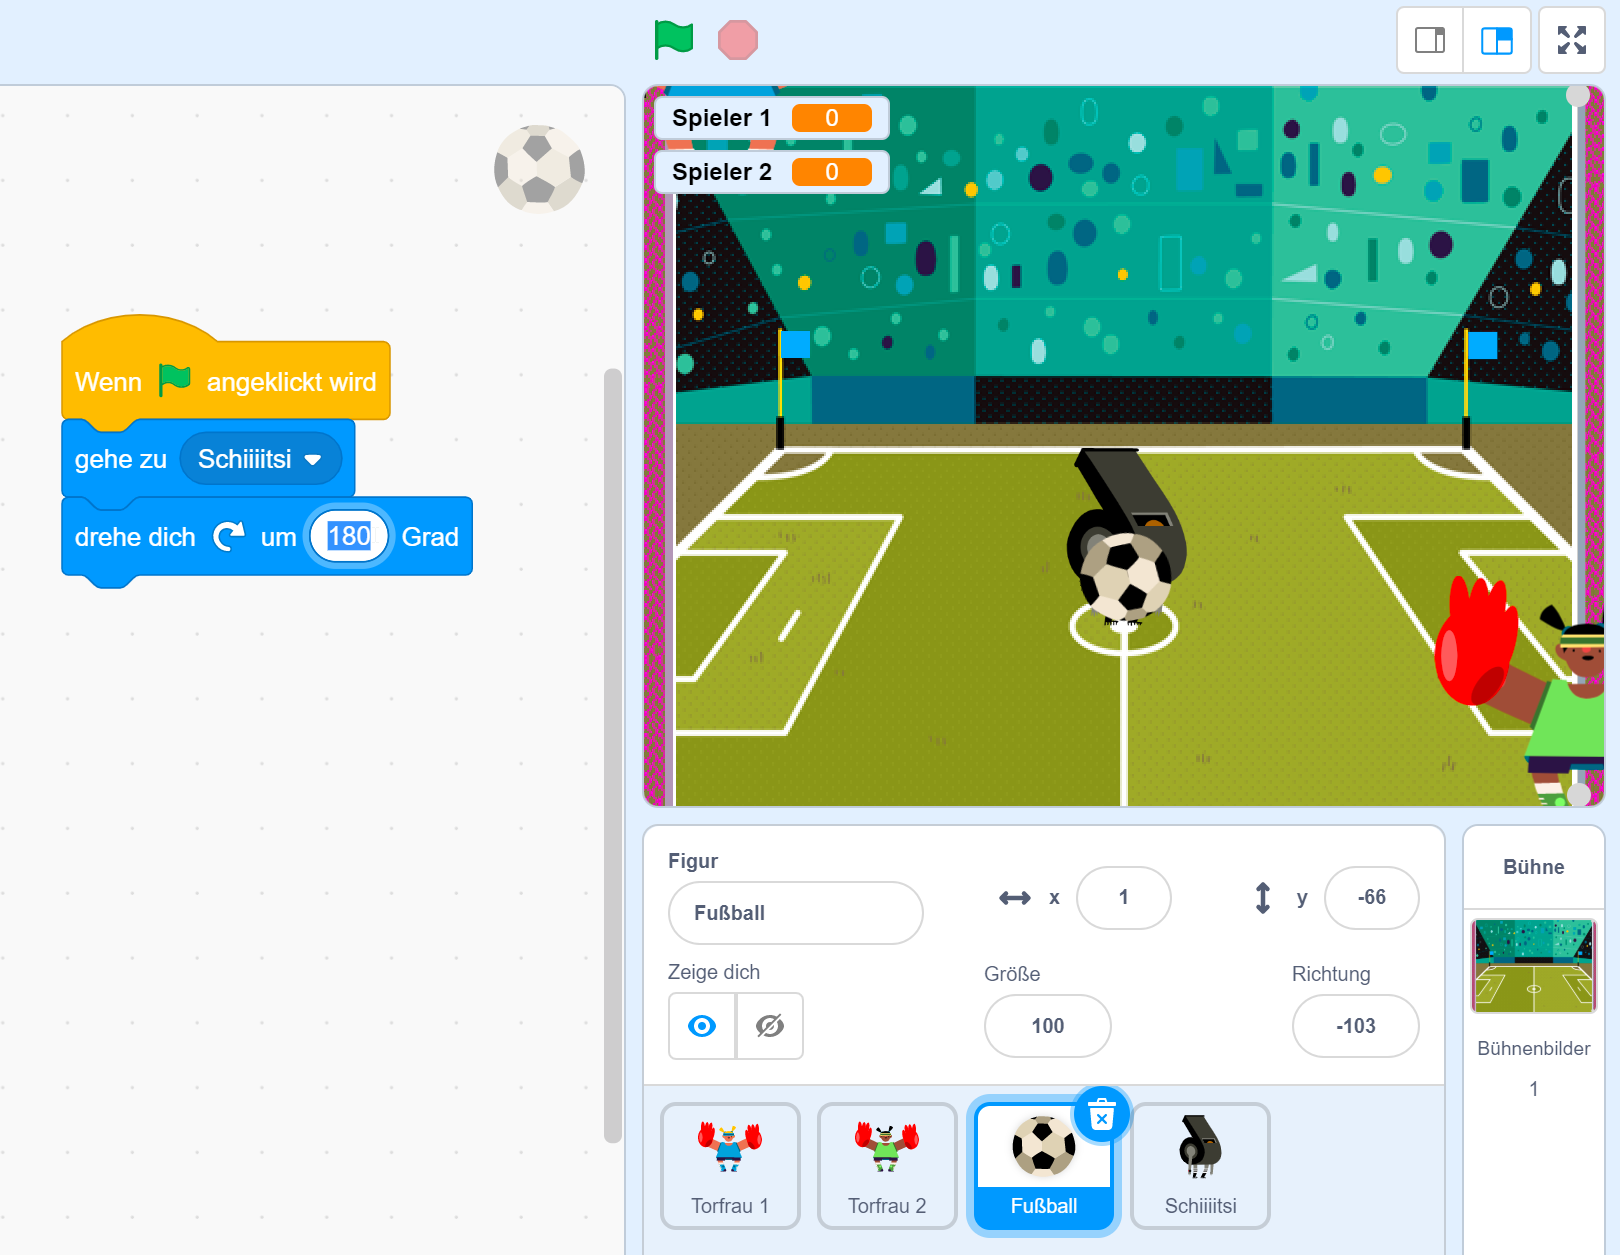 Spieler 1 0
Spieler 2 0
Wenn angeklickt wird
gehe zu Schiiiitsi
drehe dich um 180 Grad
Figur
Fußball
x 1
y -66
Zeige dich
Größe
100
Richtung
-103
Torfrau 1
Torfrau 2
Fußball
Schiiiitsi
Bühne
Bühnenbilder
1